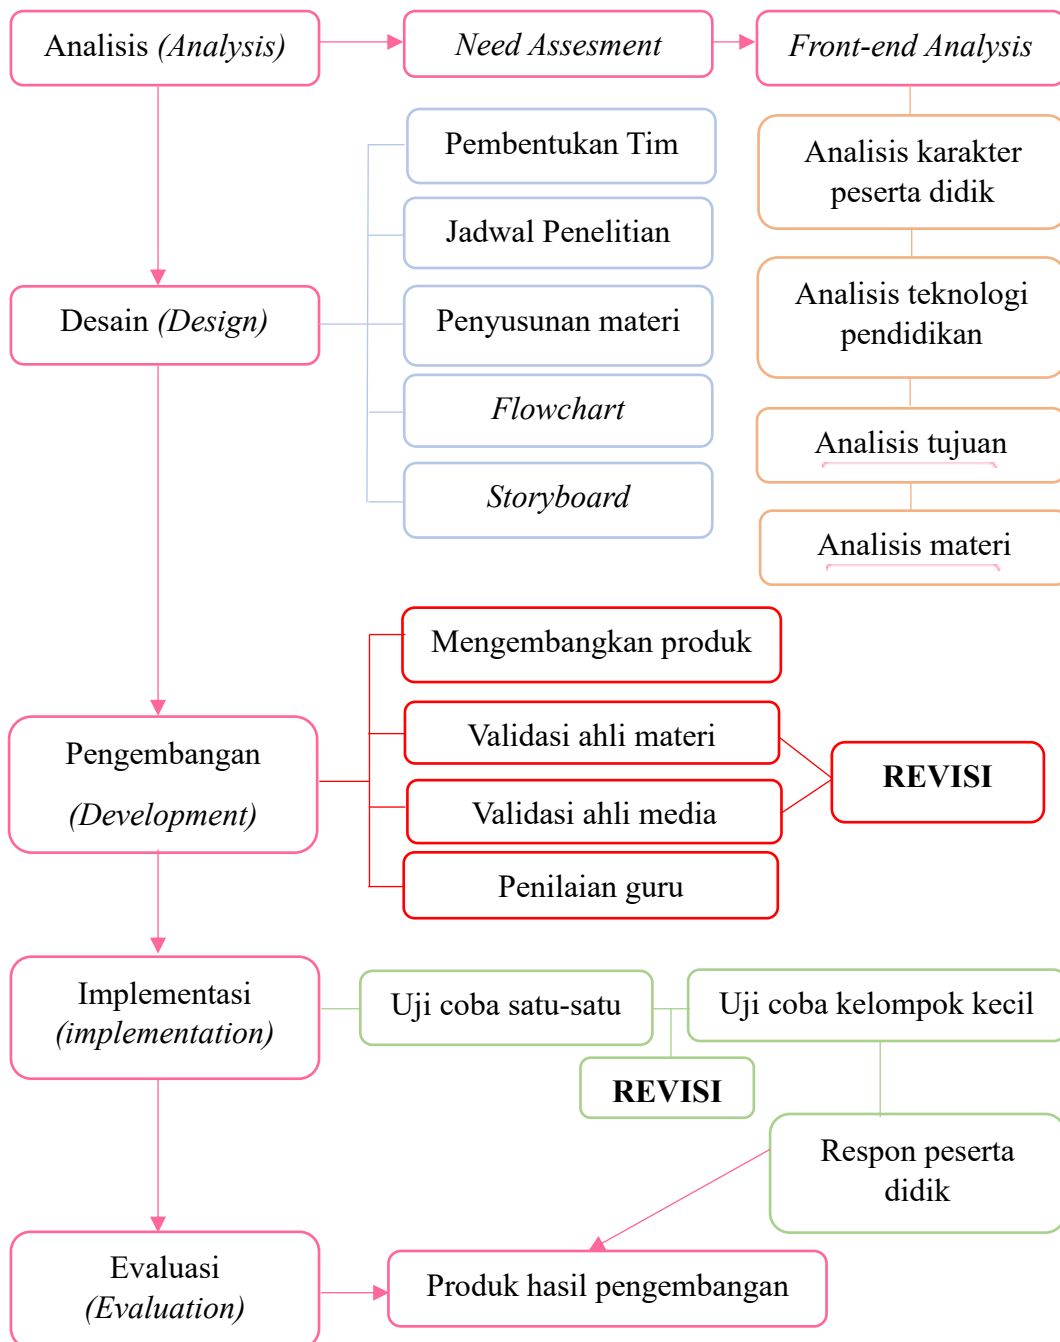 Analisis (Analysis)
Need Assesment
Front-end Analysis
Analisis karakter
peserta didik
Analisis teknologi
pendidikan
Analisis tujuan
Analisis materi
Desain (Design)
Pembentukan Tim
Jadwal Penelitian
Penyusunan materi
Flowchart
Storyboard
Pengembangan
(Development)
Mengembangkan produk
Validasi ahli materi
Validasi ahli media
Penilaian guru
REVISI
Implementasi
(implementation)
Uji coba satu-satu
Uji coba kelompok kecil
REVISI
Respon peserta
didik
Evaluasi
(Evaluation)
Produk hasil pengembangan